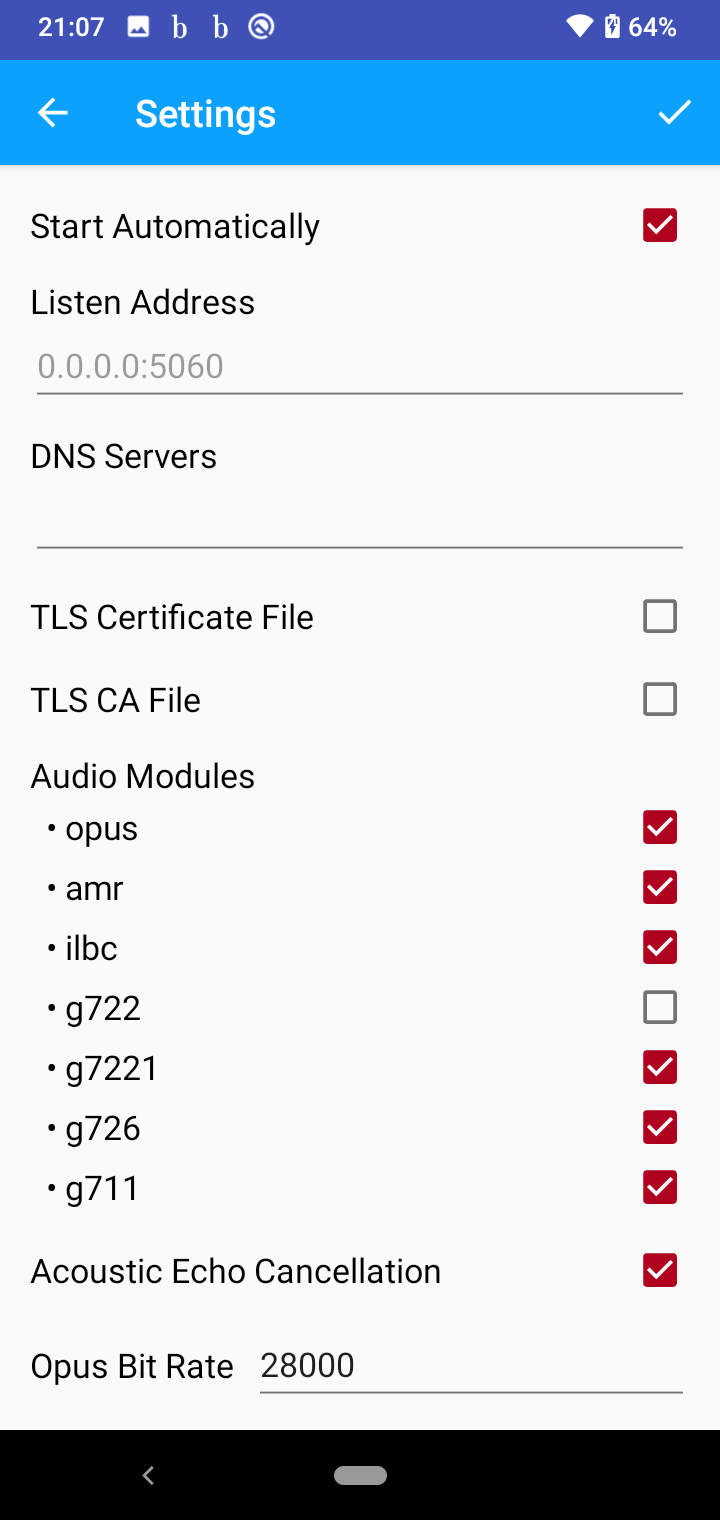 21:07 b b 64%
Settings
Start Automatically
Listen Address
0.0.0.0:5060
DNS Servers
TLS Certificate File
TLS CA File
Audio Modules
• opus
• amr
• ilbc
• g722
• g7221
• g726
• g711
Acoustic Echo Cancellation
Opus Bit Rate 28000